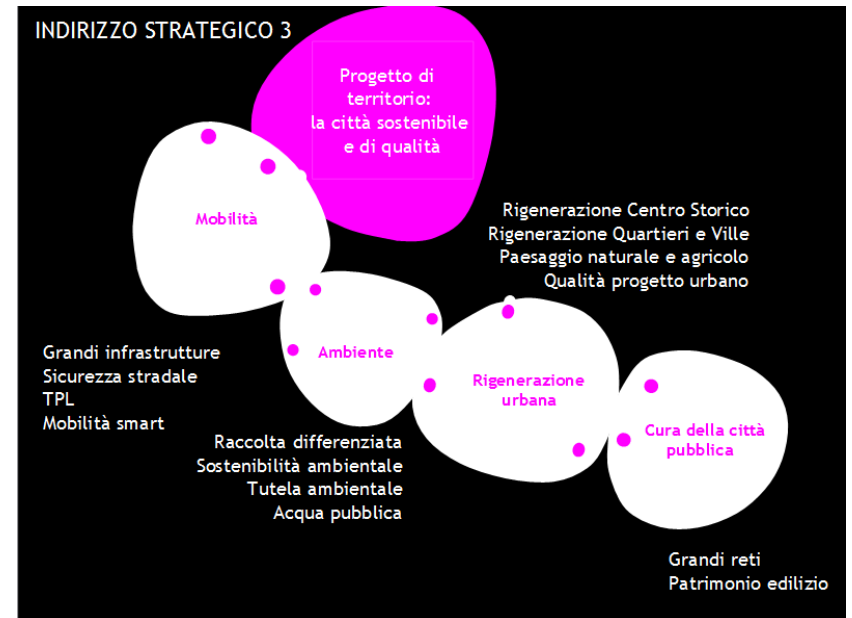 INDIRIZZO STRATEGICO 3
Progetto di
territorio:
la città sostenibile
e di qualità
Mobilità
Grandi infrastrutture
Sicurezza stradale
TPL
Mobilità smart
Ambiente
Raccolta differenziata
Sostenibilità ambientale
Tutela ambientale
Acqua pubblica
Rigenerazione Centro Storico
Rigenerazione Quartieri e Ville
Paesaggio naturale e agricolo
Qualità progetto urbano
Rigenerazione
urbana
Cura della città
pubblica
Grandi reti
Patrimonio edilizio